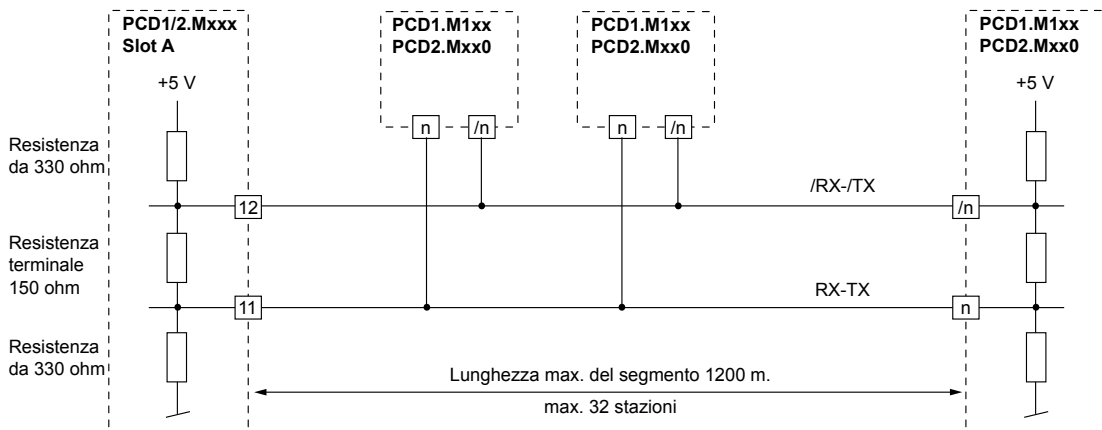 PCD1/2.Mxxx
Slot A
+5 V
PCD1.M1xx
PCD2.Mxx0
PCD1.M1xx
PCD2.Mxx0
PCD1.M1xx
PCD2.Mxx0
+5 V
n
/n
n
/n
Resistenza
da 330 ohm
/RX-/TX
12
/n
Resistenza
terminale
150 ohm
RX-TX
11
n
Resistenza
da 330 ohm
Lunghezza max. del segmento 1200 m.
max. 32 stazioni